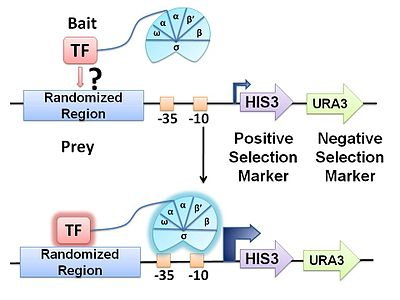 Bait
TF
ω
α
α
β'
β
σ
?
Randomized
Region
-35
-10
HIS3
URA3
Prey
Positive
Selection
Marker
Negative
Selection
Marker
TF
ω
α
α
β'
β
σ
Randomized
Region
-35
-10
HIS3
URA3